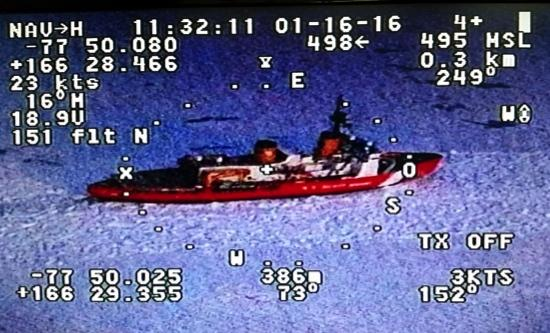 NAV→H 11:32:11 01-16-16 4+
-77 50.080 498← 495 HSL
+166 28.466 0.3 km
23 kts E 249°
16°M
18.9V W
151 flt N
X + O
S
W TX OFF
-77 50.025 386m 3KTS
+166 29.355 73° 152°